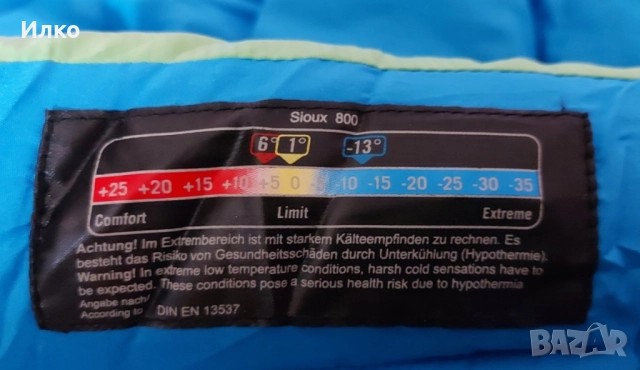 Илко
Sioux 800
6° 1° -13°
+25 +20 +15 +10 +5 0 -5 -10 -15 -20 -25 -30 -35
Comfort Limit Extreme
Achtung! Im Extrembereich ist mit starkem Kälteempfinden zu rechnen. Es
besteht das Risiko von Gesundheitsschäden durch Unterkühlung (Hypothermie).
Warning! In extreme low temperature conditions, harsh cold sensations have to
be expected. These conditions pose a serious health risk due to hypothermia
Angabe nach/
According to DIN EN 13537
BAZAR